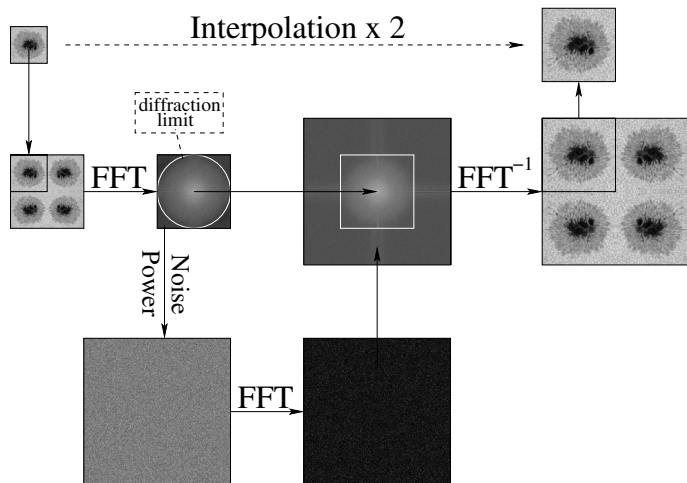 Interpolation x 2
diffraction
limit
FFT
FFT-1
Noise
Power
FFT